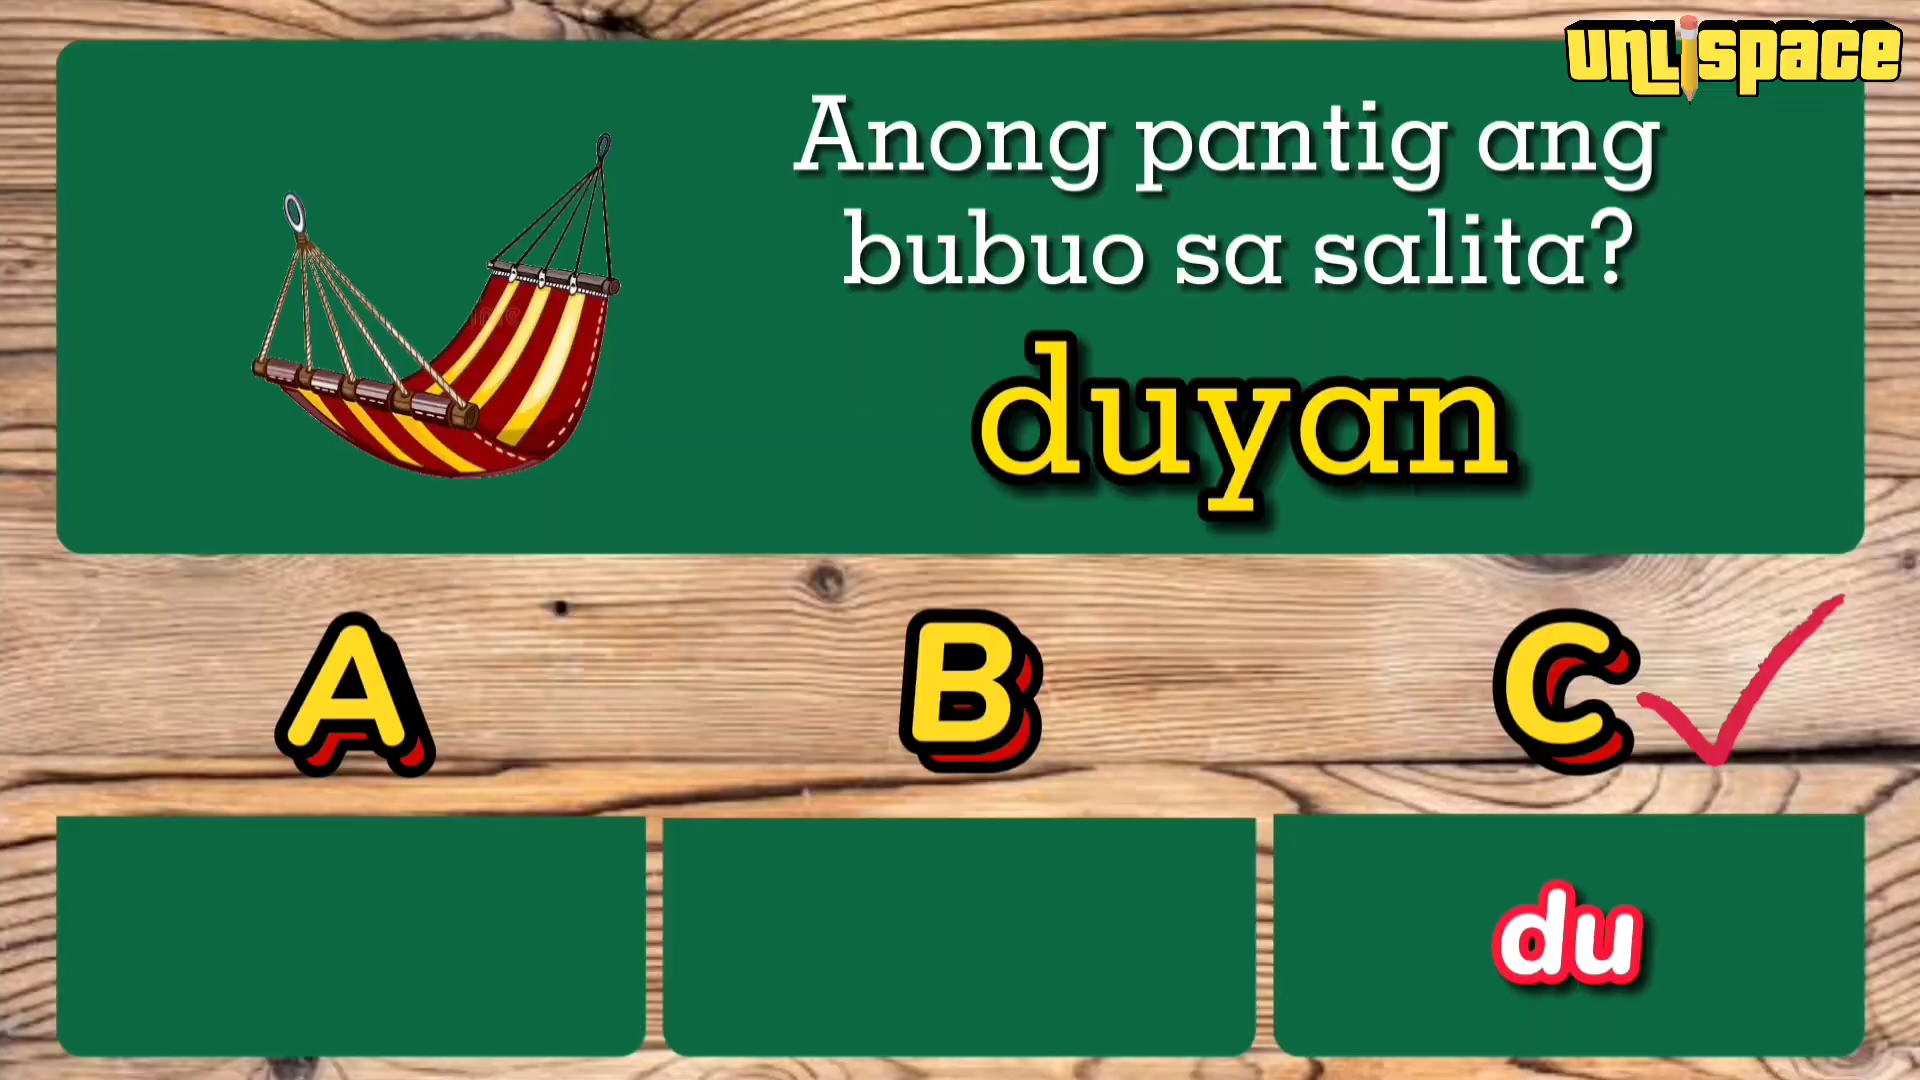 UNLISPACE
Anong pantig ang
bubuo sa salita?
duyan
A
B
C
du